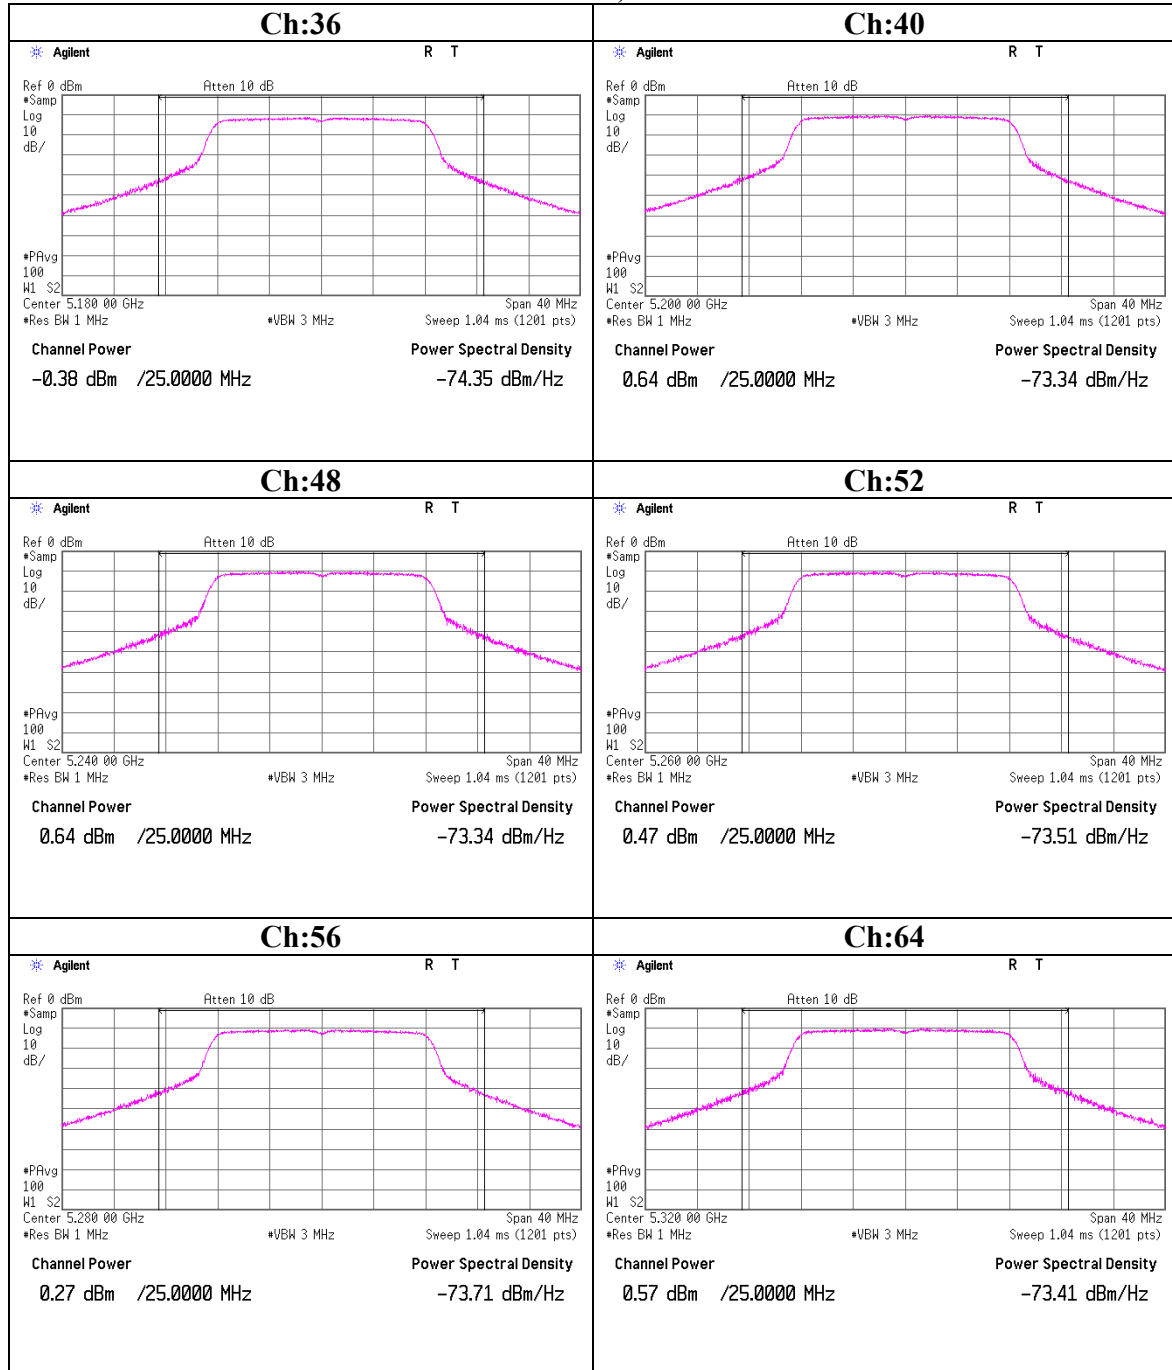 Ch:36
Agilent R T
Ref 0 dBm Atten 10 dB
#Samp
Log
10
dB/
#PAvg
100
W1 S2
Center 5.180 00 GHz Span 40 MHz
#Res BW 1 MHz #VBW 3 MHz Sweep 1.04 ms (1201 pts)
Channel Power Power Spectral Density
-0.38 dBm /25.0000 MHz -74.35 dBm/Hz
Ch:40
Agilent R T
Ref 0 dBm Atten 10 dB
#Samp
Log
10
dB/
#PAvg
100
W1 S2
Center 5.200 00 GHz Span 40 MHz
#Res BW 1 MHz #VBW 3 MHz Sweep 1.04 ms (1201 pts)
Channel Power Power Spectral Density
0.64 dBm /25.0000 MHz -73.34 dBm/Hz
Ch:48
Agilent R T
Ref 0 dBm Atten 10 dB
#Samp
Log
10
dB/
#PAvg
100
W1 S2
Center 5.240 00 GHz Span 40 MHz
#Res BW 1 MHz #VBW 3 MHz Sweep 1.04 ms (1201 pts)
Channel Power Power Spectral Density
0.64 dBm /25.0000 MHz -73.34 dBm/Hz
Ch:52
Agilent R T
Ref 0 dBm Atten 10 dB
#Samp
Log
10
dB/
#PAvg
100
W1 S2
Center 5.260 00 GHz Span 40 MHz
#Res BW 1 MHz #VBW 3 MHz Sweep 1.04 ms (1201 pts)
Channel Power Power Spectral Density
0.47 dBm /25.0000 MHz -73.51 dBm/Hz
Ch:56
Agilent R T
Ref 0 dBm Atten 10 dB
#Samp
Log
10
dB/
#PAvg
100
W1 S2
Center 5.280 00 GHz Span 40 MHz
#Res BW 1 MHz #VBW 3 MHz Sweep 1.04 ms (1201 pts)
Channel Power Power Spectral Density
0.27 dBm /25.0000 MHz -73.71 dBm/Hz
Ch:64
Agilent R T
Ref 0 dBm Atten 10 dB
#Samp
Log
10
dB/
#PAvg
100
W1 S2
Center 5.320 00 GHz Span 40 MHz
#Res BW 1 MHz #VBW 3 MHz Sweep 1.04 ms (1201 pts)
Channel Power Power Spectral Density
0.57 dBm /25.0000 MHz -73.41 dBm/Hz